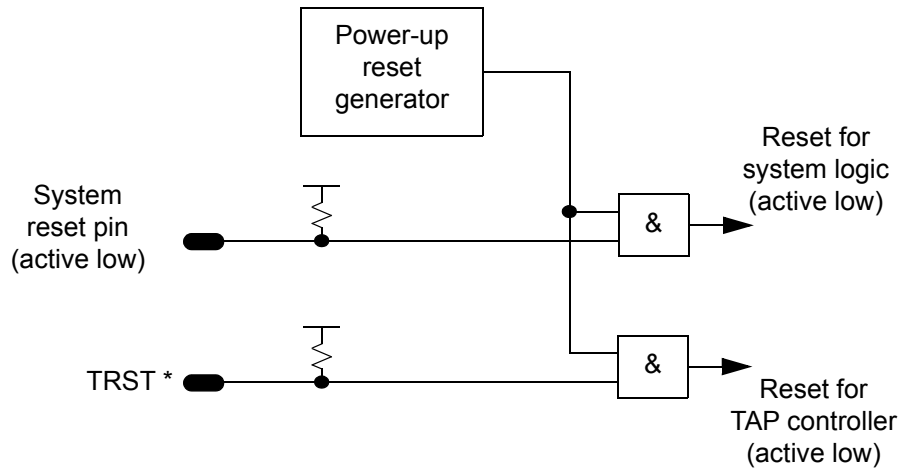 Power-up
reset
generator
Reset for
system logic
(active low)
System
reset pin
(active low)
&
TRST *
&
Reset for
TAP controller
(active low)